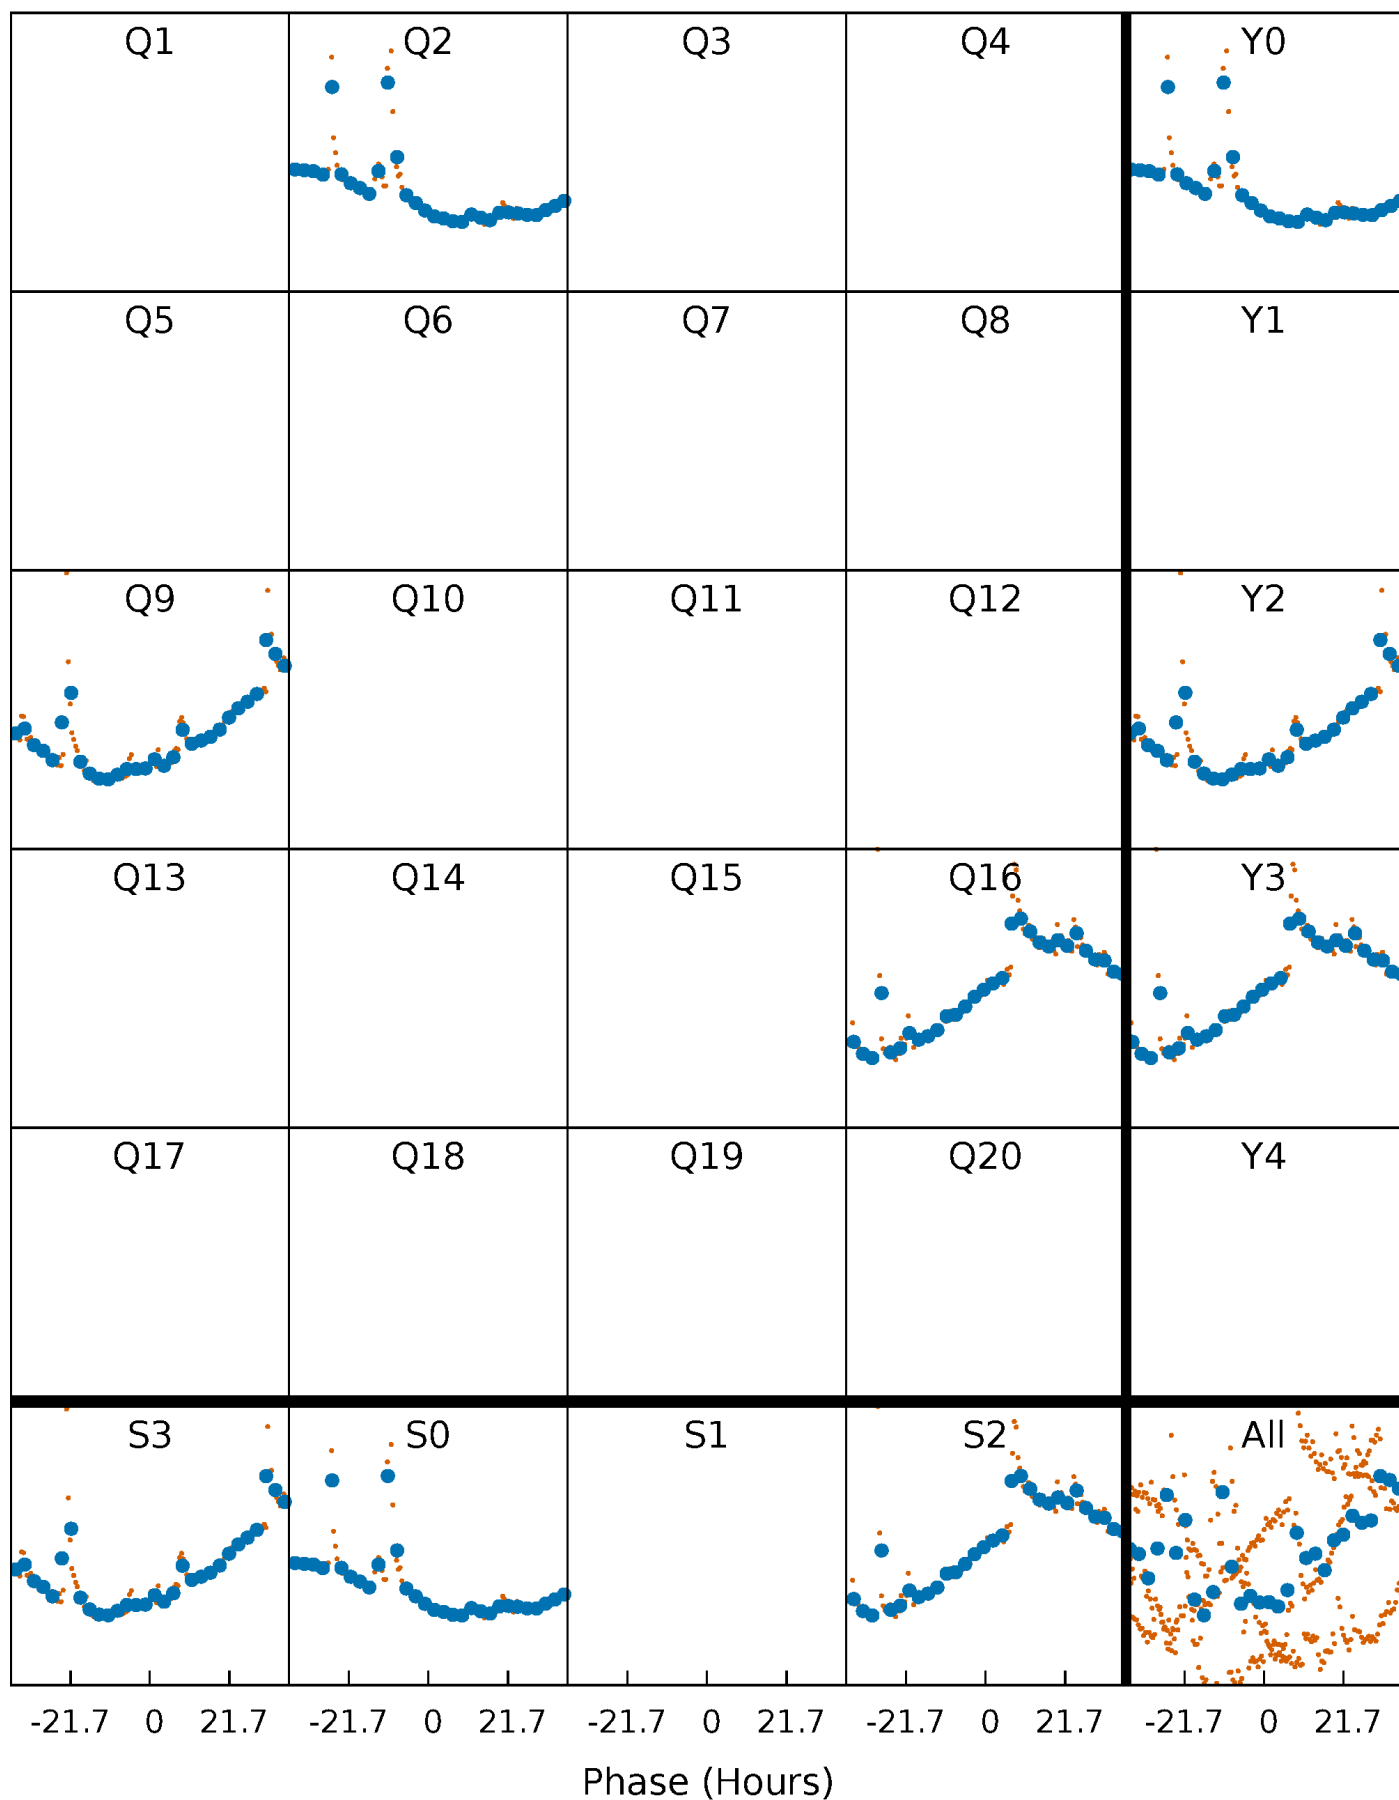 Q1 Q2 Q3 Q4 Y0
Q5 Q6 Q7 Q8 Y1
Q9 Q10 Q11 Q12 Y2
Q13 Q14 Q15 Q16 Y3
Q17 Q18 Q19 Q20 Y4
S3 S0 S1 S2 All
-21.7 0 21.7 -21.7 0 21.7 -21.7 0 21.7 -21.7 0 21.7 -21.7 0 21.7
Phase (Hours)